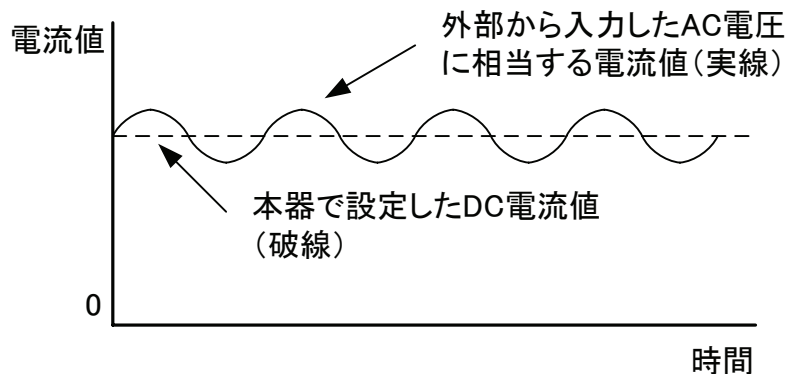 電流値
外部から入力したAC電圧
に相当する電流値(実線)
本器で設定したDC電流値
(破線)
0
時間